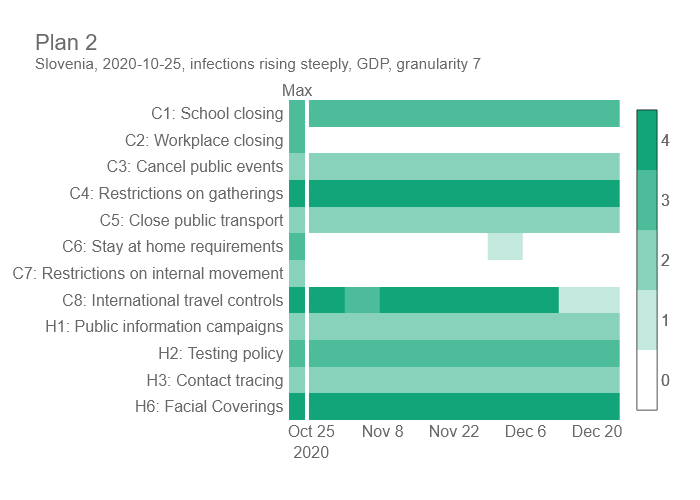 Plan 2
Slovenia, 2020-10-25, infections rising steeply, GDP, granularity 7
Max
C1: School closing
C2: Workplace closing
C3: Cancel public events
C4: Restrictions on gatherings
C5: Close public transport
C6: Stay at home requirements
C7: Restrictions on internal movement
C8: International travel controls
H1: Public information campaigns
H2: Testing policy
H3: Contact tracing
H6: Facial Coverings
Oct 25 Nov 8 Nov 22 Dec 6 Dec 20
2020
4
3
2
1
0